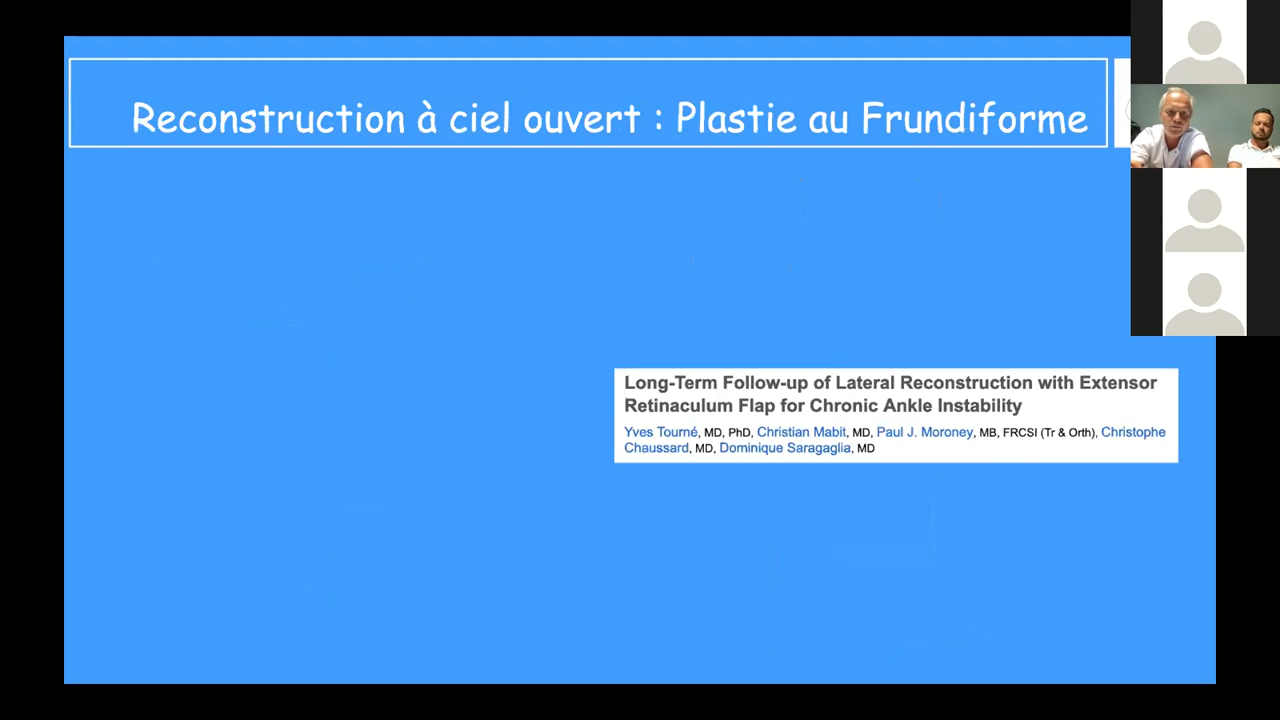 Reconstruction à ciel ouvert : Plastie au Frundiforme
Long-Term Follow-up of Lateral Reconstruction with Extensor
Retinaculum Flap for Chronic Ankle Instability
Yves Tourné, MD, PhD, Christian Mabit, MD, Paul J. Moroney, MB, FRCSI (Tr & Orth), Christophe
Chaussard, MD, Dominique Saragaglia, MD